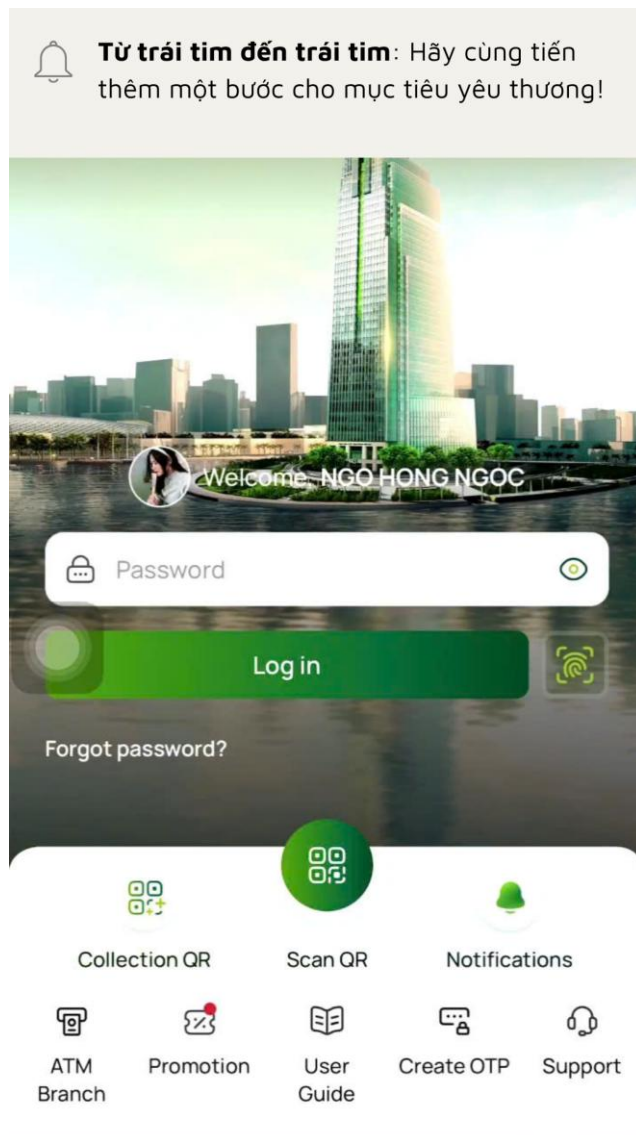 Từ trái tim đến trái tim: Hãy cùng tiến
thêm một bước cho mục tiêu yêu thương!
Welcome, NGO HONG NGOC
Password
Log in
Forgot password?
Collection QR
Scan QR
Notifications
ATM
Branch
Promotion
User
Guide
Create OTP
Support